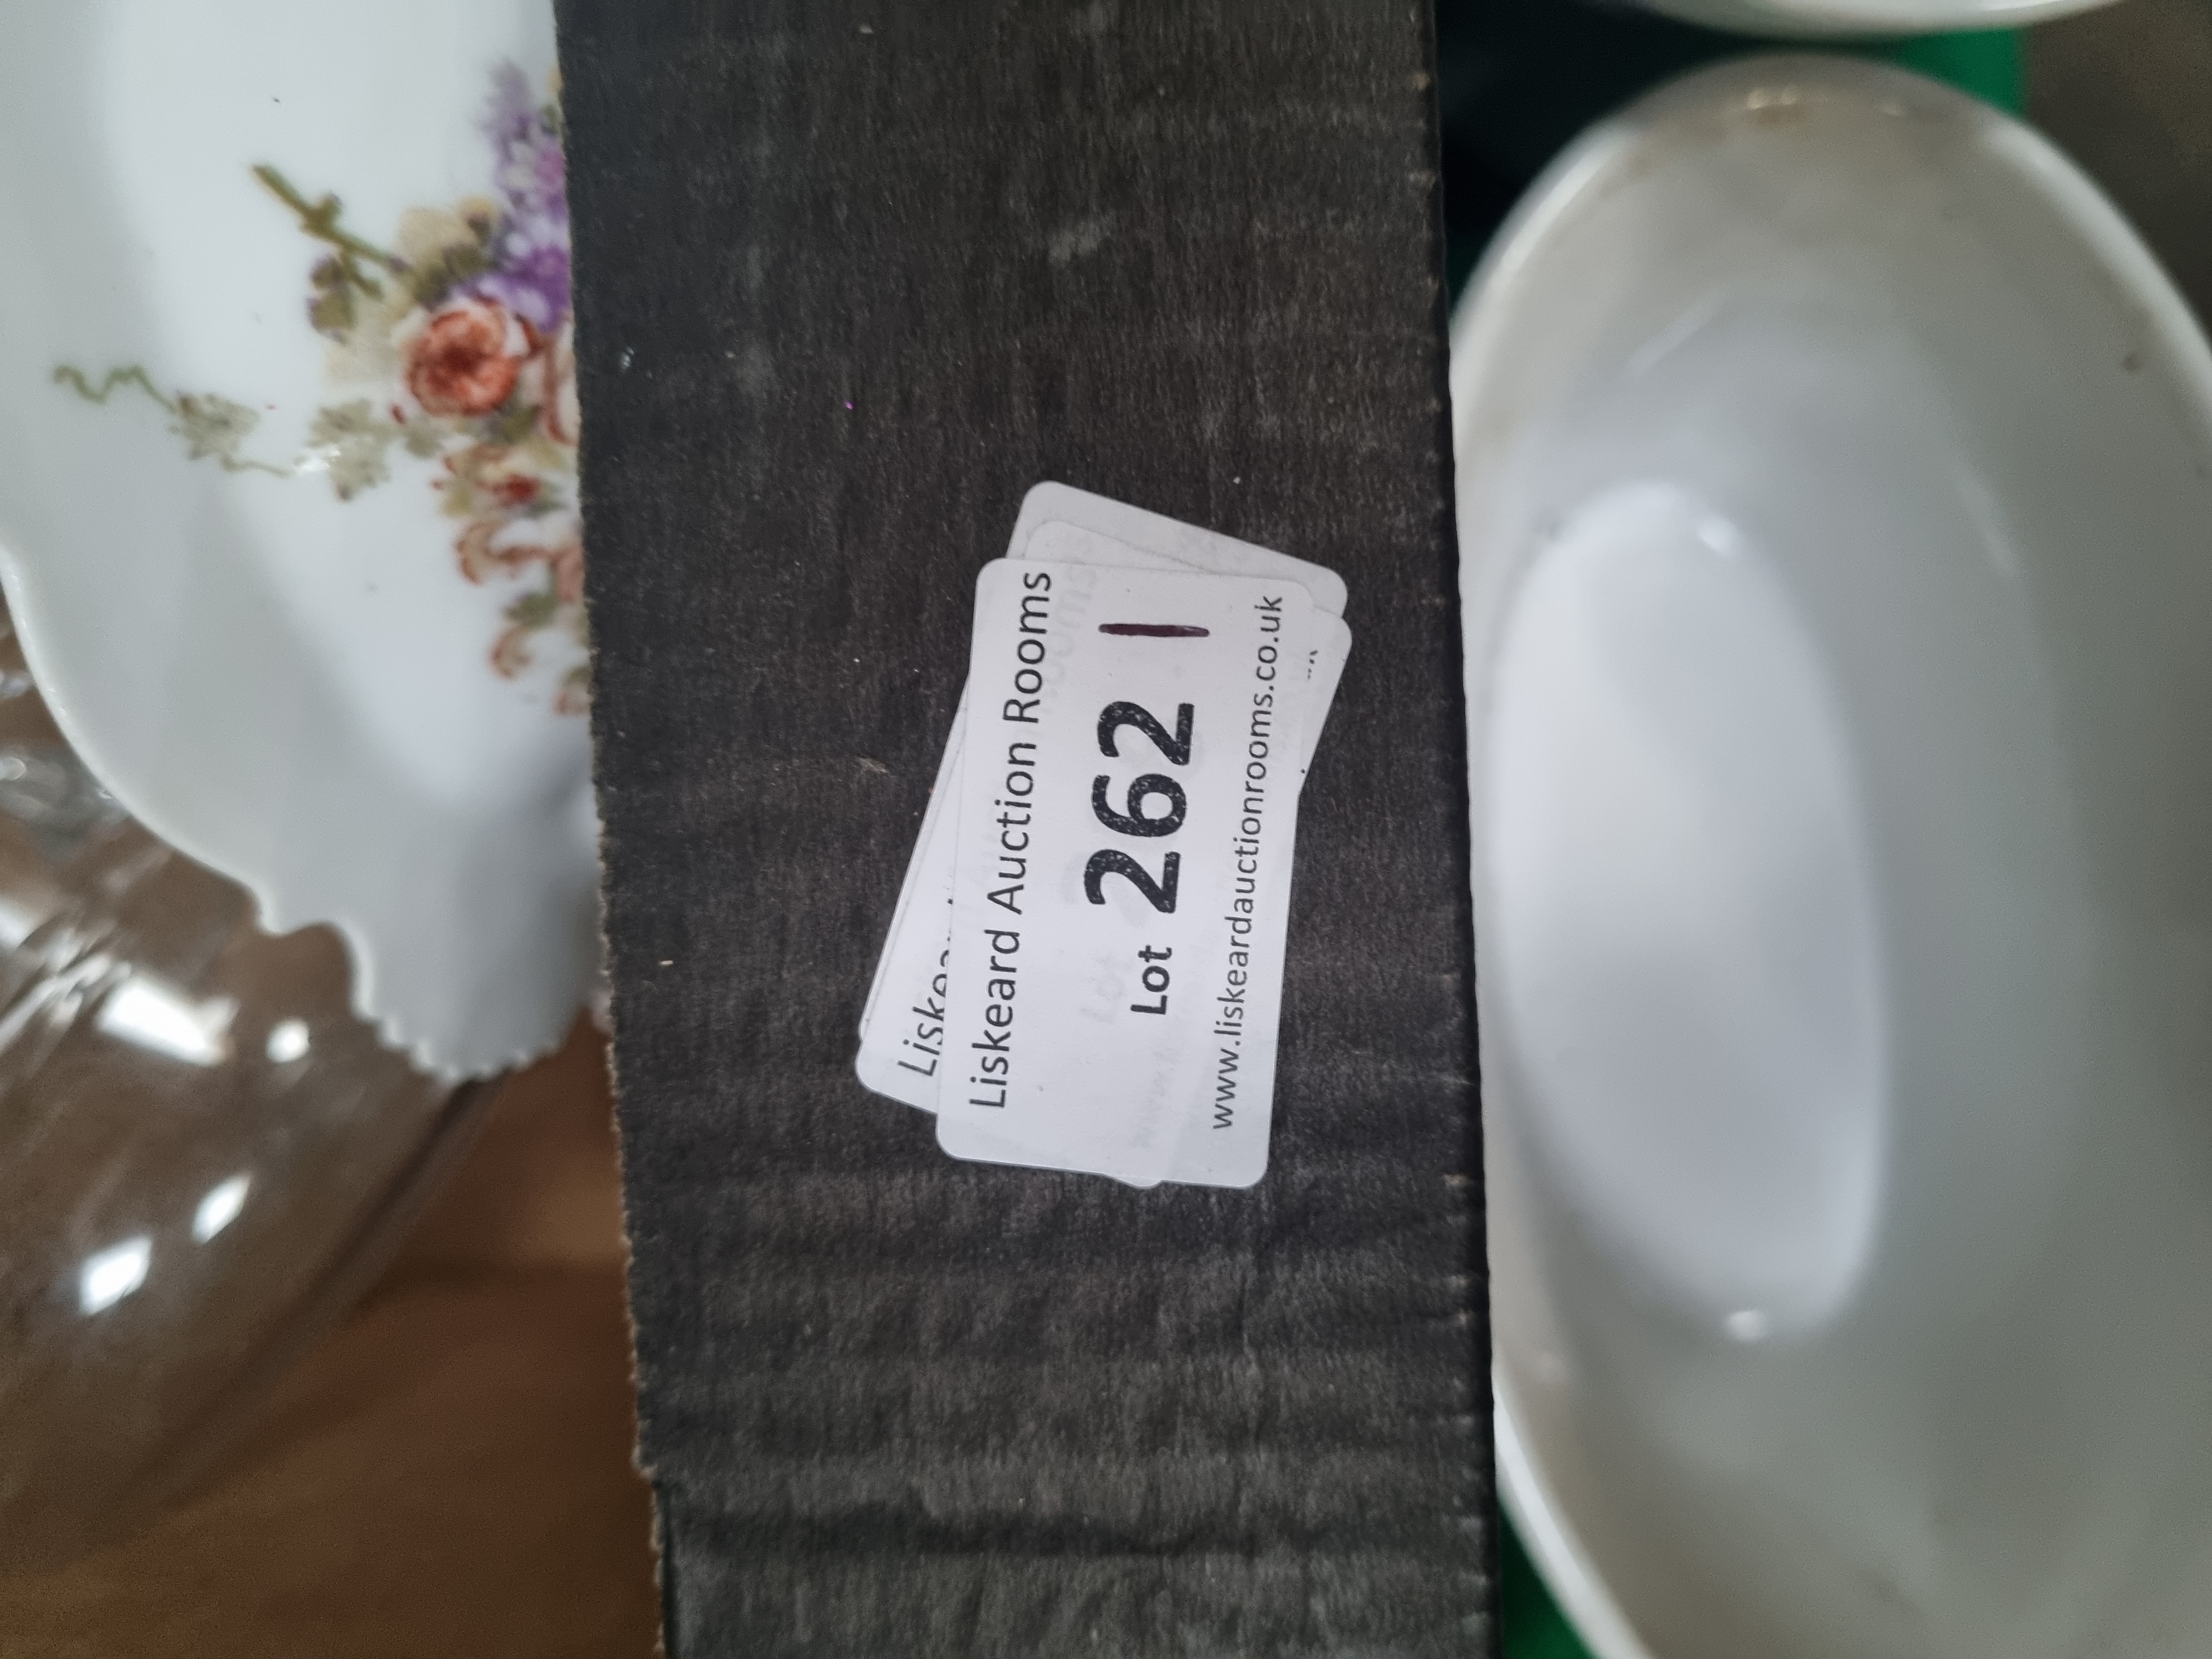 Liskeard Auction Rooms
Lot 262 |
www.liskeardauctionrooms.co.uk